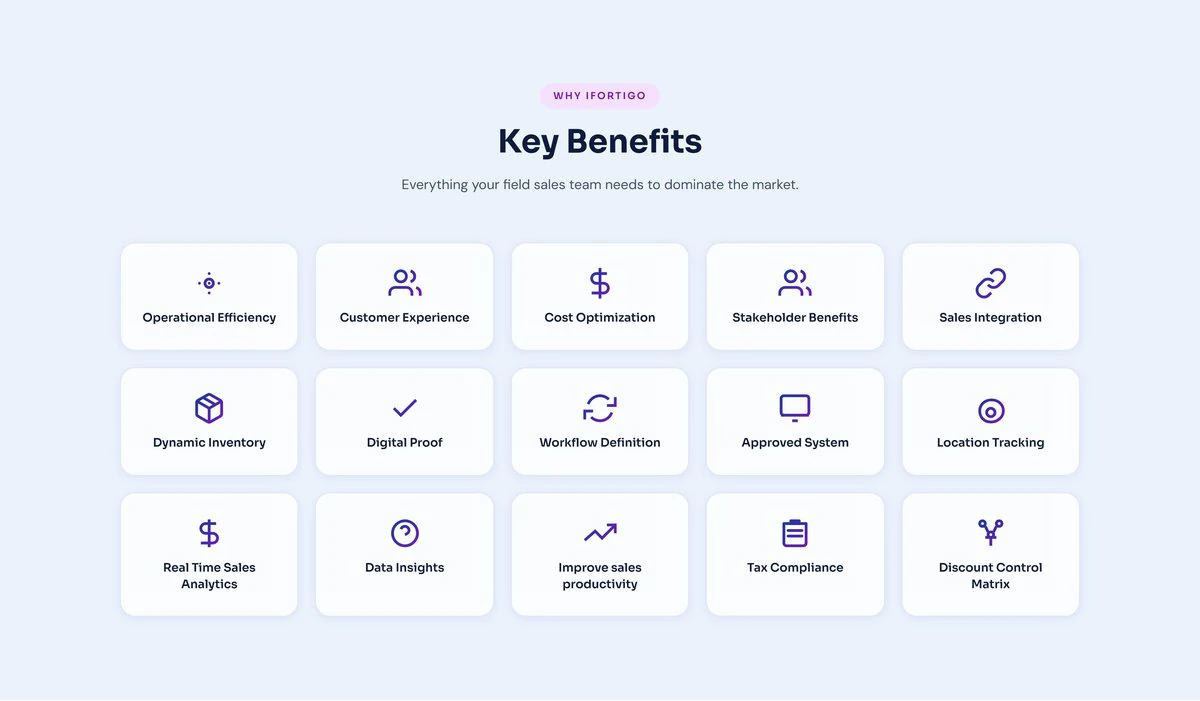 WHY IFORTIGO
Key Benefits
Everything your field sales team needs to dominate the market.
Operational Efficiency
Customer Experience
Cost Optimization
Stakeholder Benefits
Sales Integration
Dynamic Inventory
Digital Proof
Workflow Definition
Approved System
Location Tracking
Real Time Sales
Analytics
Data Insights
Improve sales
productivity
Tax Compliance
Discount Control
Matrix